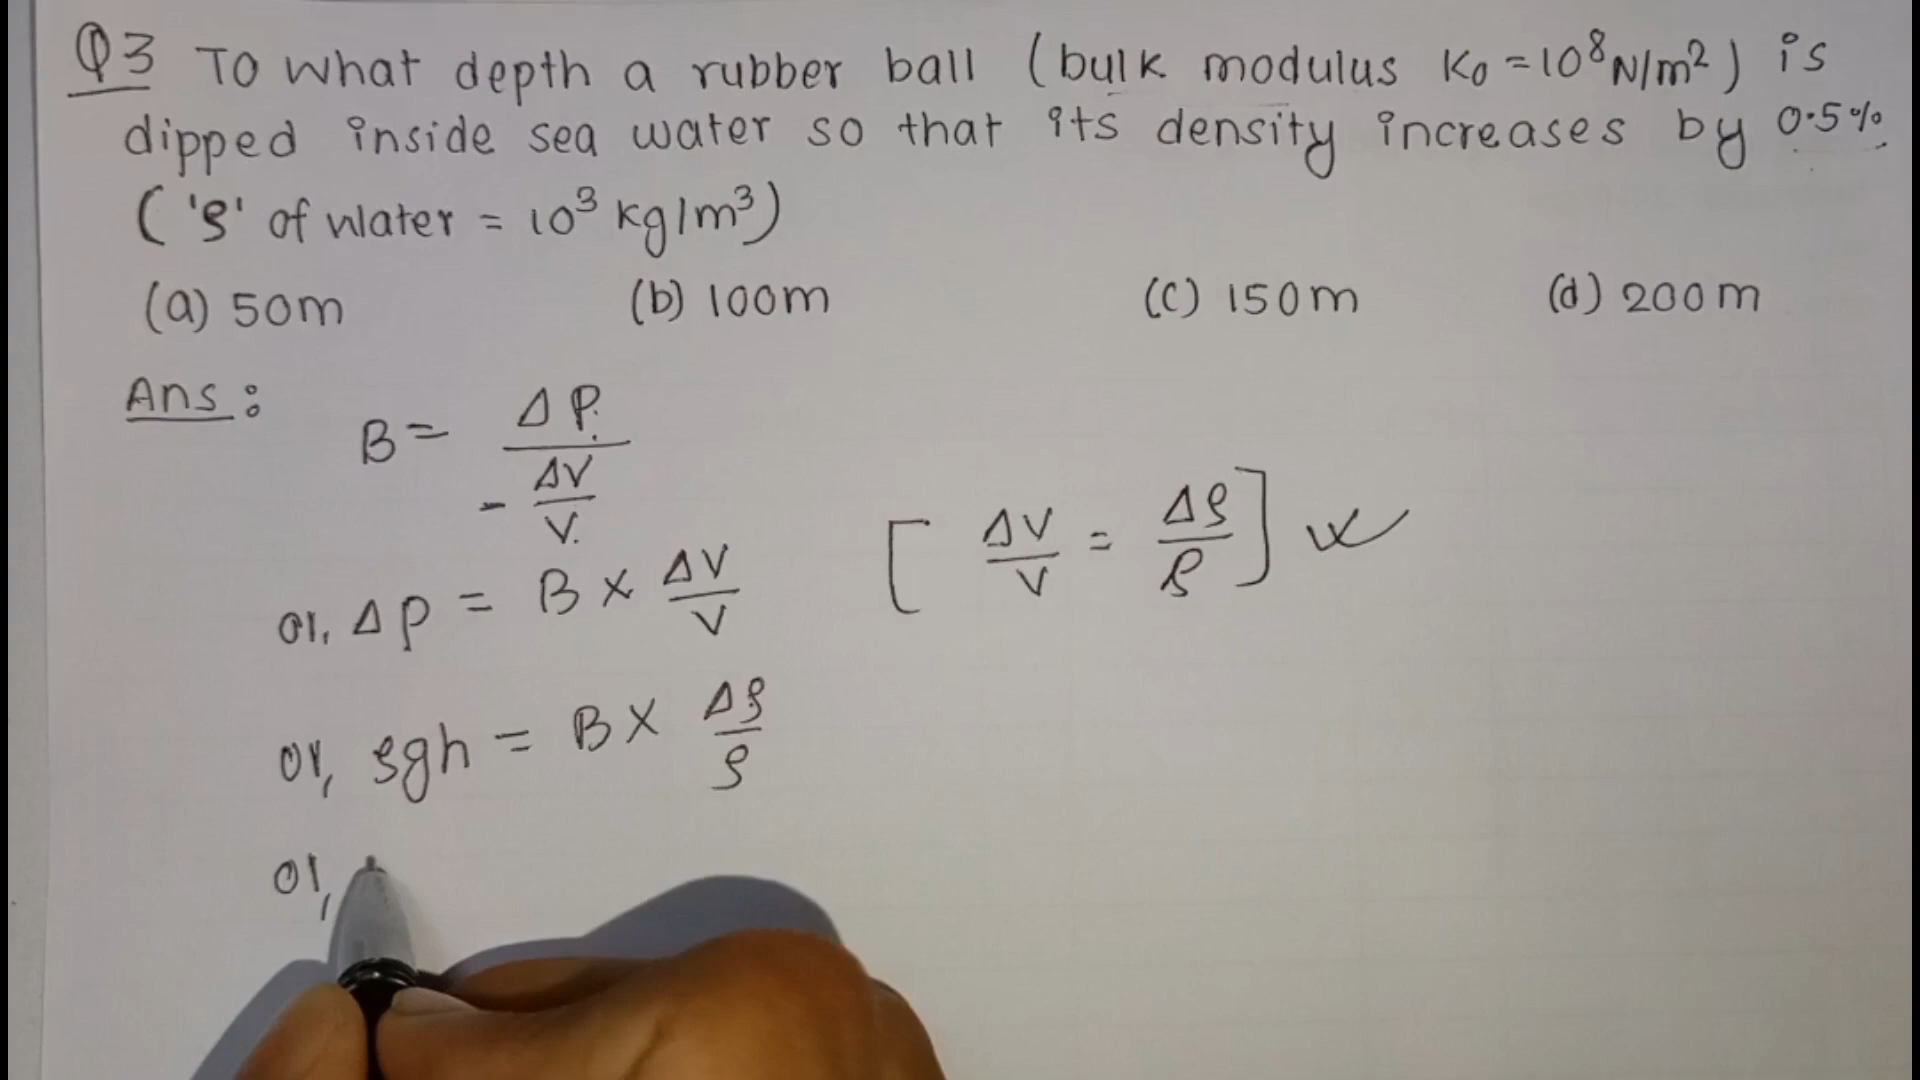 Q3 To what depth a rubber ball (bulk modulus K₀ = 10⁸ N/m²) is
dipped inside sea water so that its density increases by 0.5%.
('ρ' of water = 10³ kg/m³)
(a) 50m (b) 100m (c) 150m (d) 200m
Ans : B = ΔP / - ΔV/V
or, ΔP = B × ΔV/V [ ΔV/V = Δρ/ρ ]
or, ρgh = B × Δρ/ρ
or,